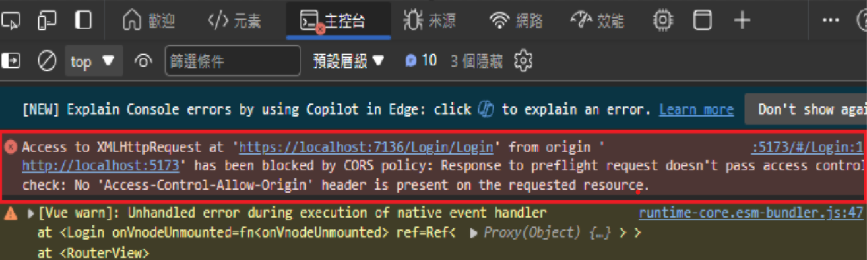 歡迎 </> 元素 主控台 來源 網路 效能
top 篩選條件 預設層級 10 3 個隱藏
[NEW] Explain Console errors by using Copilot in Edge: click to explain an error. Learn more Don't show agai
Access to XMLHttpRequest at 'https://localhost:7136/Login/Login' from origin ' :5173/#/Login:1
http://localhost:5173' has been blocked by CORS policy: Response to preflight request doesn't pass access control
check: No 'Access-Control-Allow-Origin' header is present on the requested resource.
[Vue warn]: Unhandled error during execution of native event handler runtime-core.esm-bundler.js:47
at <Login onVnodeUnmounted=fn<onVnodeUnmounted> ref=Ref< ▶ Proxy(Object) {…} > >
at <RouterView>